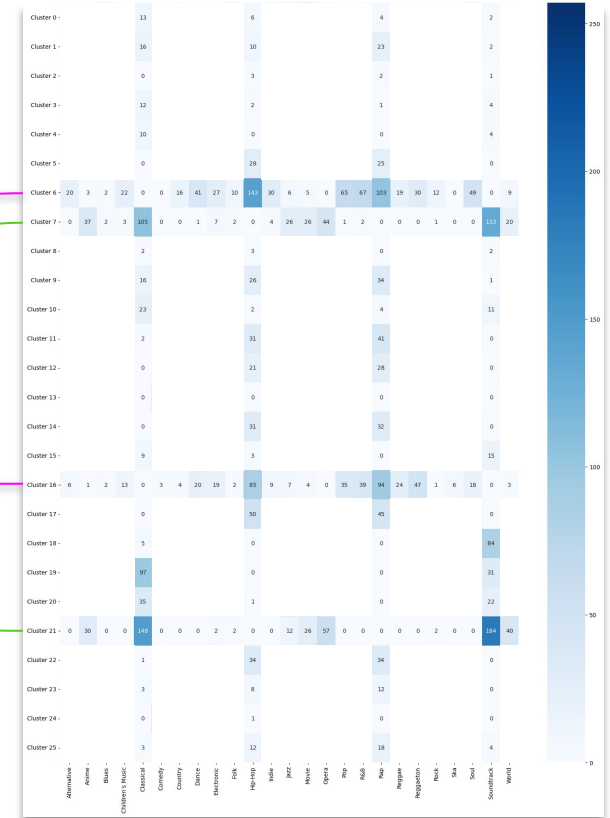 Cluster 0 - 13 6 4 2
250
Cluster 1 - 16 10 23 2
Cluster 2 - 0 3 2 1
Cluster 3 - 12 2 1 4
Cluster 4 - 10 0 0 4
Cluster 5 - 0 28 25 0
200
Cluster 6 - 20 3 2 22 0 0 16 41 27 10 143 30 6 5 0 65 67 103 19 30 12 0 49 0 9
Cluster 7 - 0 37 2 3 105 0 0 1 7 2 0 4 26 26 44 1 2 0 0 0 1 0 0 133 20
Cluster 8 - 2 3 0 2
Cluster 9 - 16 26 34 1
Cluster 10 - 23 2 4 11
150
Cluster 11 - 2 31 41 0
Cluster 12 - 0 21 28 0
Cluster 13 - 0 0 0 0
Cluster 14 - 0 31 32 0
Cluster 15 - 9 3 0 15
100
Cluster 16 - 6 1 2 13 0 3 4 20 19 2 85 9 7 4 0 35 39 94 24 47 1 6 18 0 3
Cluster 17 - 0 50 45 0
Cluster 18 - 5 0 0 84
Cluster 19 - 97 0 0 31
Cluster 20 - 35 1 0 22
50
Cluster 21 - 0 30 0 0 148 0 0 0 2 2 0 0 12 26 57 0 0 0 0 0 2 0 0 184 40
Cluster 22 - 1 34 34 0
Cluster 23 - 3 8 12 0
Cluster 24 - 0 1 0 0
Cluster 25 - 3 12 18 4
0
Alternative
Anime
Blues
Children's Music
Classical
Comedy
Country
Dance
Electronic
Folk
Hip-Hop
Indie
Jazz
Movie
Opera
Pop
R&B
Rap
Reggae
Reggaeton
Rock
Ska
Soul
Soundtrack
World